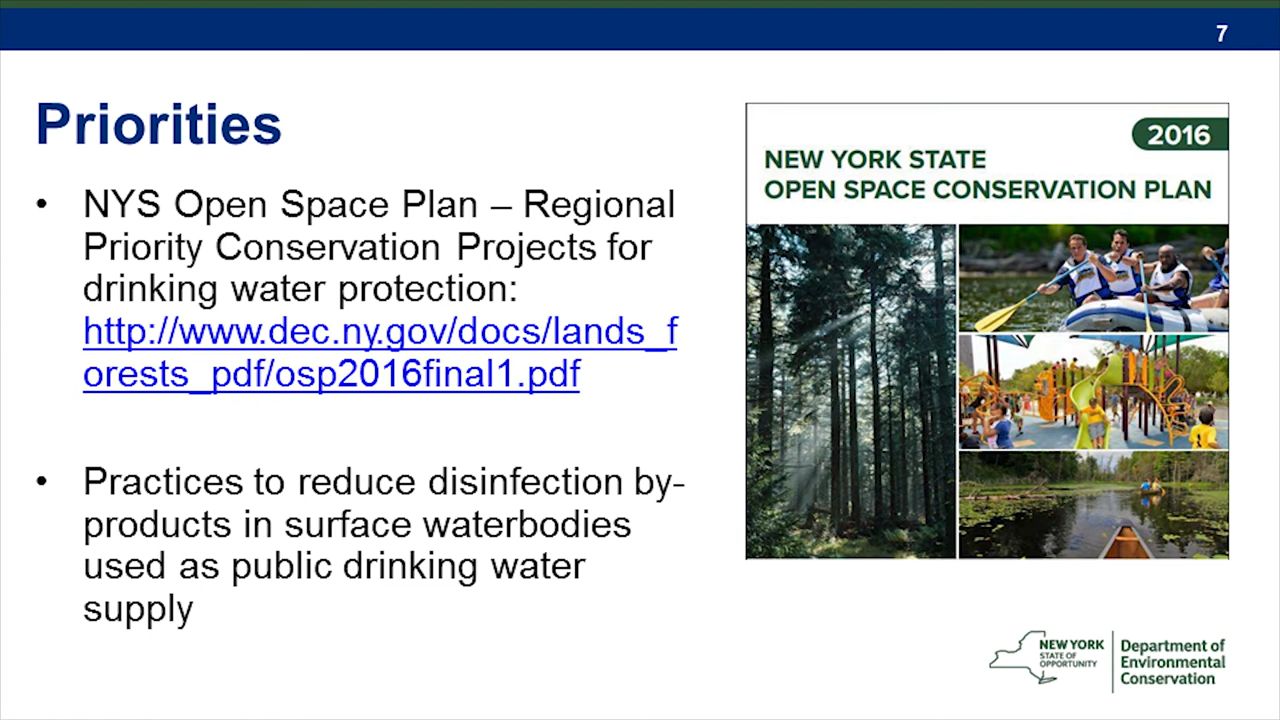 7
Priorities
• NYS Open Space Plan – Regional
Priority Conservation Projects for
drinking water protection:
http://www.dec.ny.gov/docs/lands_f
orests_pdf/osp2016final1.pdf
• Practices to reduce disinfection by-
products in surface waterbodies
used as public drinking water
supply
2016
NEW YORK STATE
OPEN SPACE CONSERVATION PLAN
NEW YORK
STATE OF
OPPORTUNITY
Department of
Environmental
Conservation